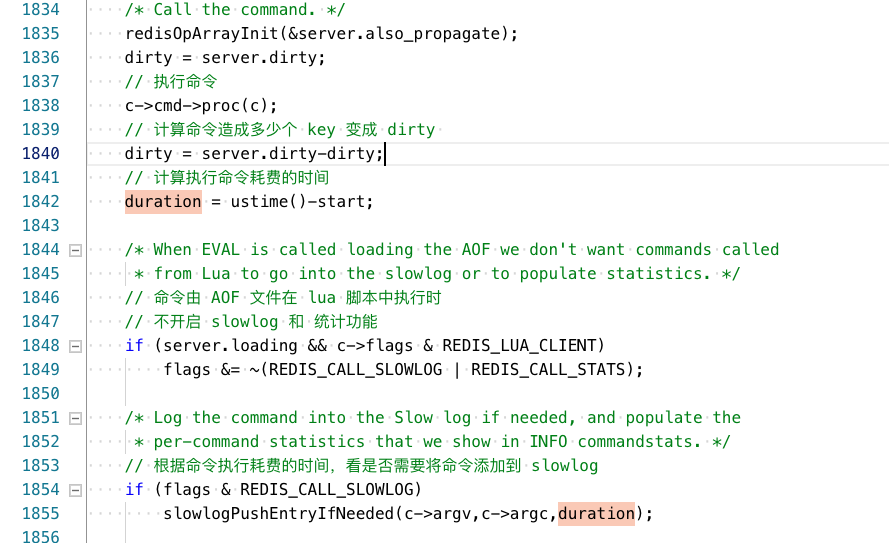 1834 /* Call the command. */
1835 redisOpArrayInit(&server.also_propagate);
1836 dirty = server.dirty;
1837 // 执行命令
1838 c->cmd->proc(c);
1839 // 计算命令造成多少个 key 变成 dirty
1840 dirty = server.dirty-dirty;
1841 // 计算执行命令耗费的时间
1842 duration = ustime()-start;
1843
1844 /* When EVAL is called loading the AOF we don't want commands called
1845 * from Lua to go into the slowlog or to populate statistics. */
1846 // 命令由 AOF 文件在 lua 脚本中执行时
1847 // 不开启 slowlog 和 统计功能
1848 if (server.loading && c->flags & REDIS_LUA_CLIENT)
1849 flags &= ~(REDIS_CALL_SLOWLOG | REDIS_CALL_STATS);
1850
1851 /* Log the command into the Slow log if needed, and populate the
1852 * per-command statistics that we show in INFO commandstats. */
1853 // 根据命令执行耗费的时间，看是否需要将命令添加到 slowlog
1854 if (flags & REDIS_CALL_SLOWLOG)
1855 slowlogPushEntryIfNeeded(c->argv,c->argc,duration);
1856